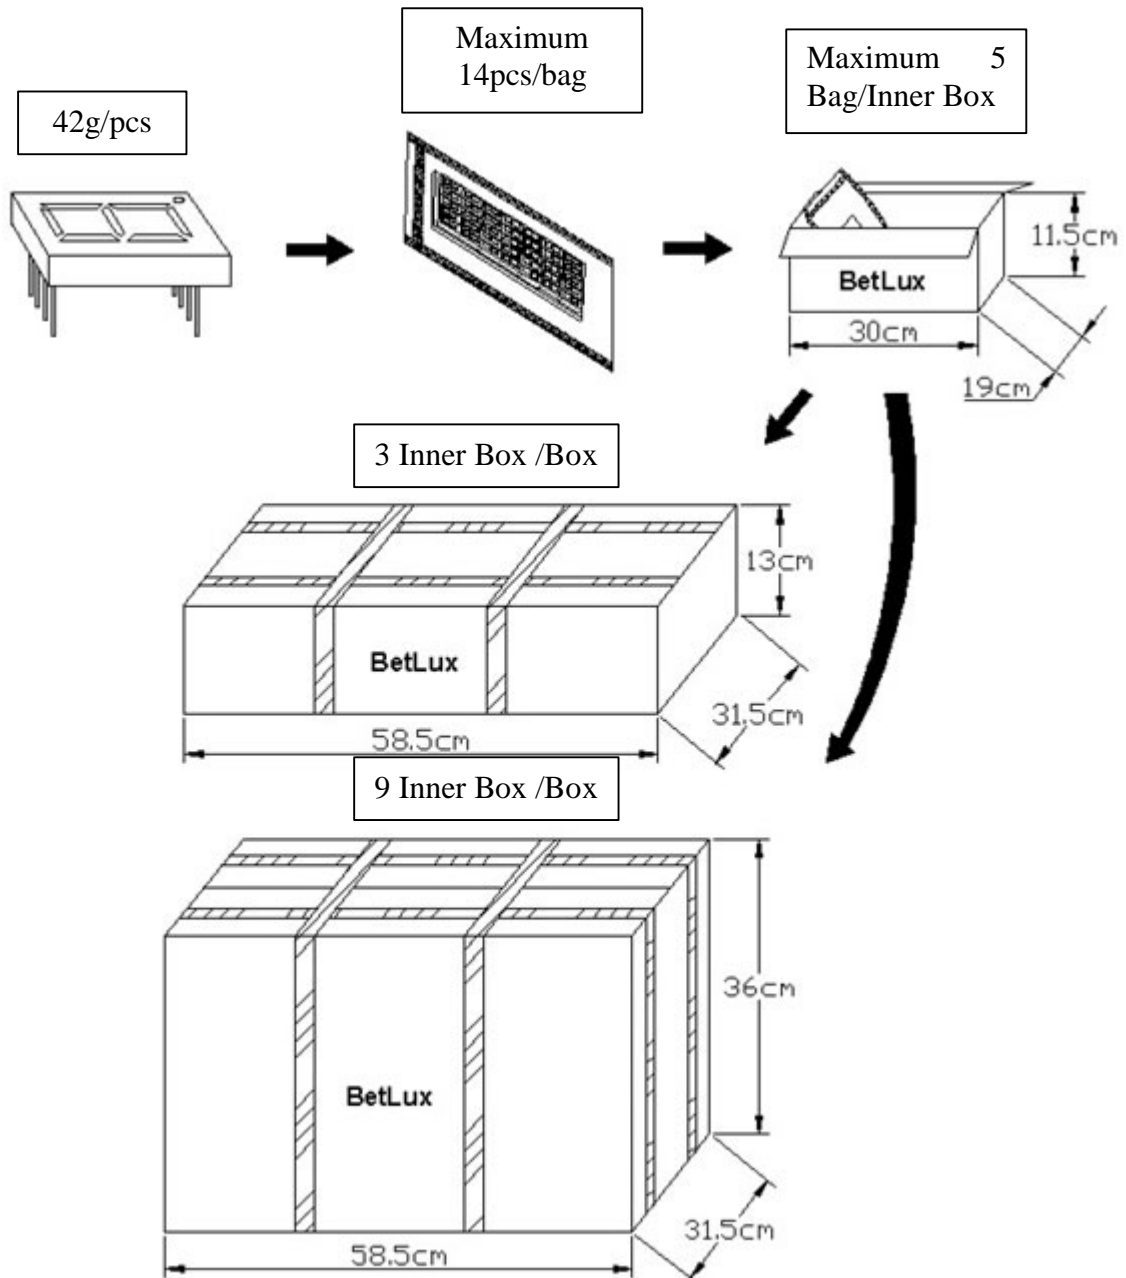 Maximum
14pcs/bag
Maximum 5
Bag/Inner Box
42g/pcs
11.5cm
BetLux
30cm
19cm
3 Inner Box /Box
13cm
BetLux
31.5cm
58.5cm
9 Inner Box /Box
36cm
BetLux
31.5cm
58.5cm